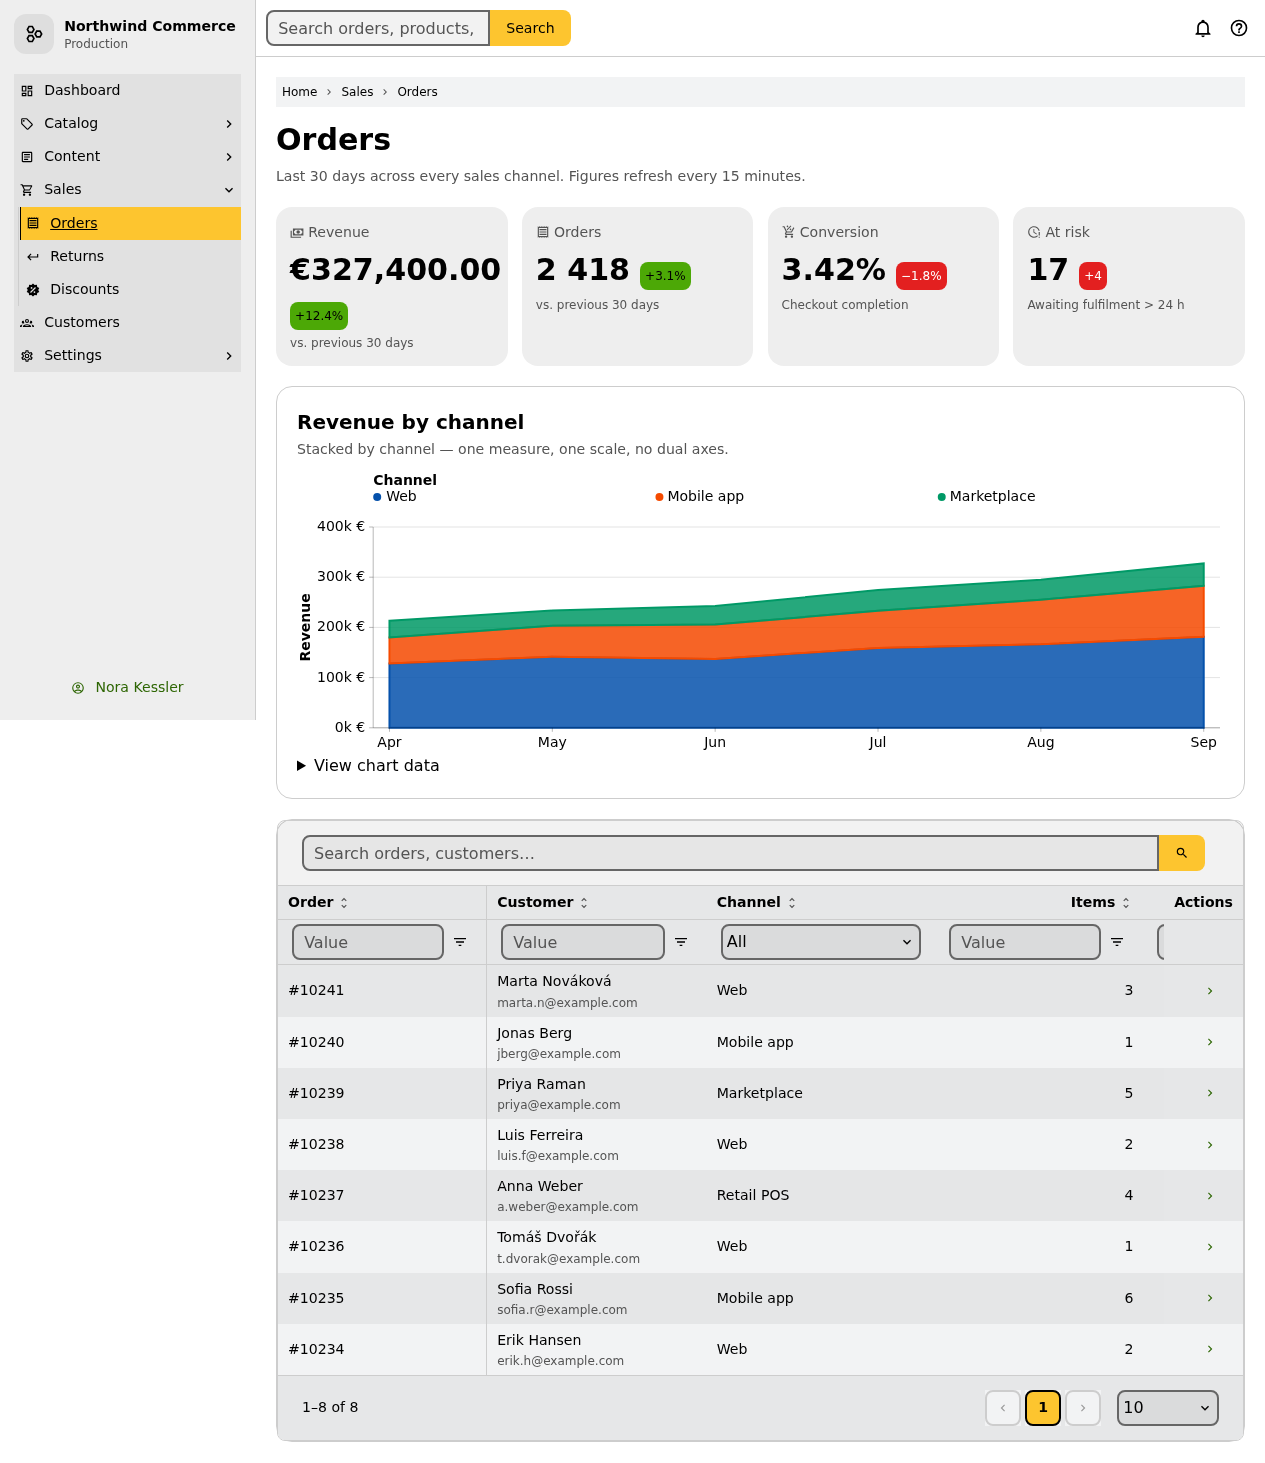 Northwind Commerce
Production
Search orders, products,
Search
Dashboard
Catalog
Content
Sales
Orders
Returns
Discounts
Customers
Settings
Nora Kessler
Home › Sales › Orders
Orders
Last 30 days across every sales channel. Figures refresh every 15 minutes.
Revenue
€327,400.00
+12.4%
vs. previous 30 days
Orders
2 418 +3.1%
vs. previous 30 days
Conversion
3.42% −1.8%
Checkout completion
At risk
17 +4
Awaiting fulfilment > 24 h
Revenue by channel
Stacked by channel — one measure, one scale, no dual axes.
Channel
Web Mobile app Marketplace
400k €
300k €
200k €
100k €
0k €
Revenue
Apr May Jun Jul Aug Sep
View chart data
Search orders, customers…
Order Customer Channel Items Actions
Value Value All Value
#10241 Marta Nováková Web 3
marta.n@example.com
#10240 Jonas Berg Mobile app 1
jberg@example.com
#10239 Priya Raman Marketplace 5
priya@example.com
#10238 Luis Ferreira Web 2
luis.f@example.com
#10237 Anna Weber Retail POS 4
a.weber@example.com
#10236 Tomáš Dvořák Web 1
t.dvorak@example.com
#10235 Sofia Rossi Mobile app 6
sofia.r@example.com
#10234 Erik Hansen Web 2
erik.h@example.com
1–8 of 8 ‹ 1 › 10